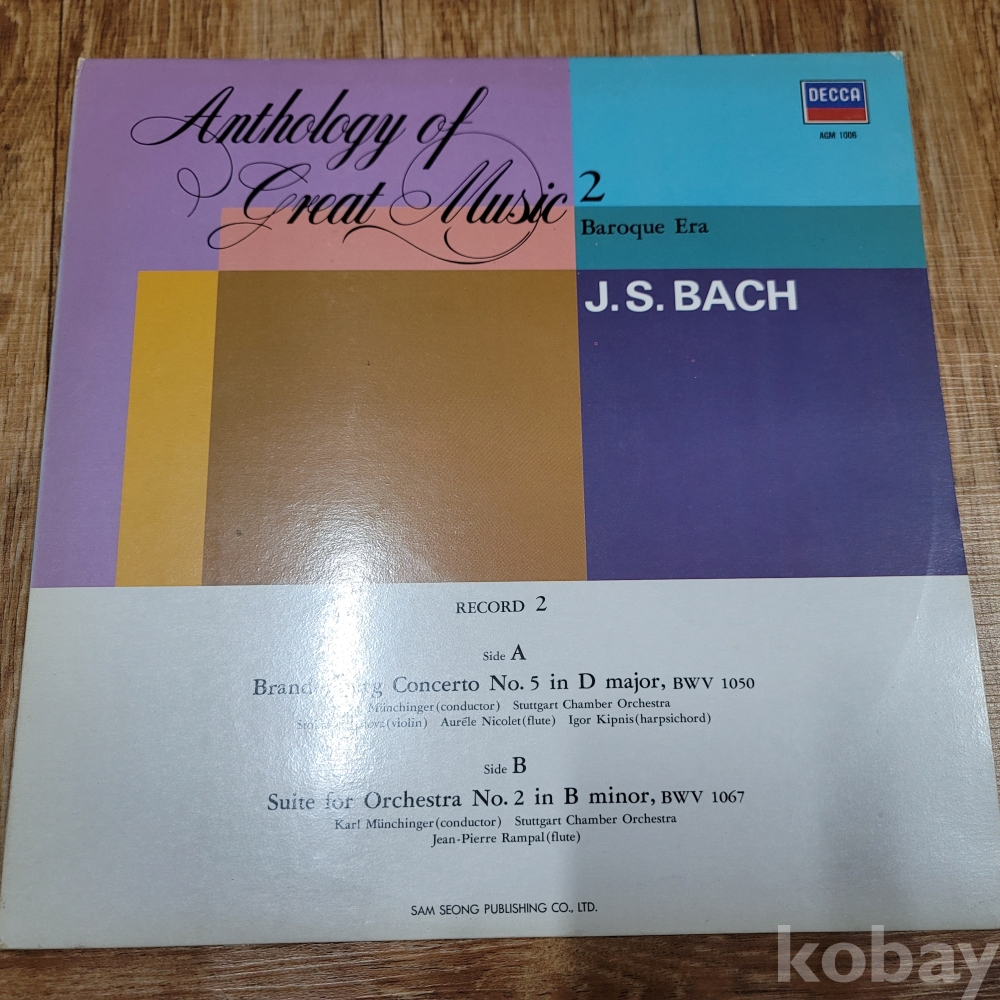 Anthology of
Great Music 2
Baroque Era
DECCA
AGM 1006
J.S. BACH
RECORD 2
Side A
Concerto No. 5 in D major, BWV 1050
Münchinger (conductor) Stuttgart Chamber Orchestra
(violin) Auréle Nicolet (flute) Igor Kipnis (harpsichord)
Side B
Suite for Orchestra No. 2 in B minor, BWV 1067
Karl Münchinger (conductor) Stuttgart Chamber Orchestra
Jean-Pierre Rampal (flute)
SAM SEONG PUBLISHING CO., LTD.
kobay